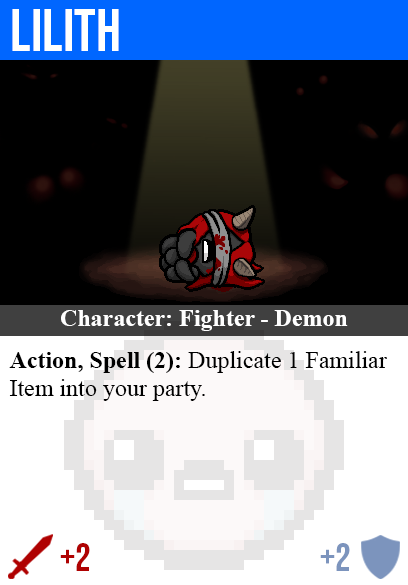 LILITH
Character: Fighter - Demon
Action, Spell (2): Duplicate 1 Familiar
Item into your party.
+2
+2